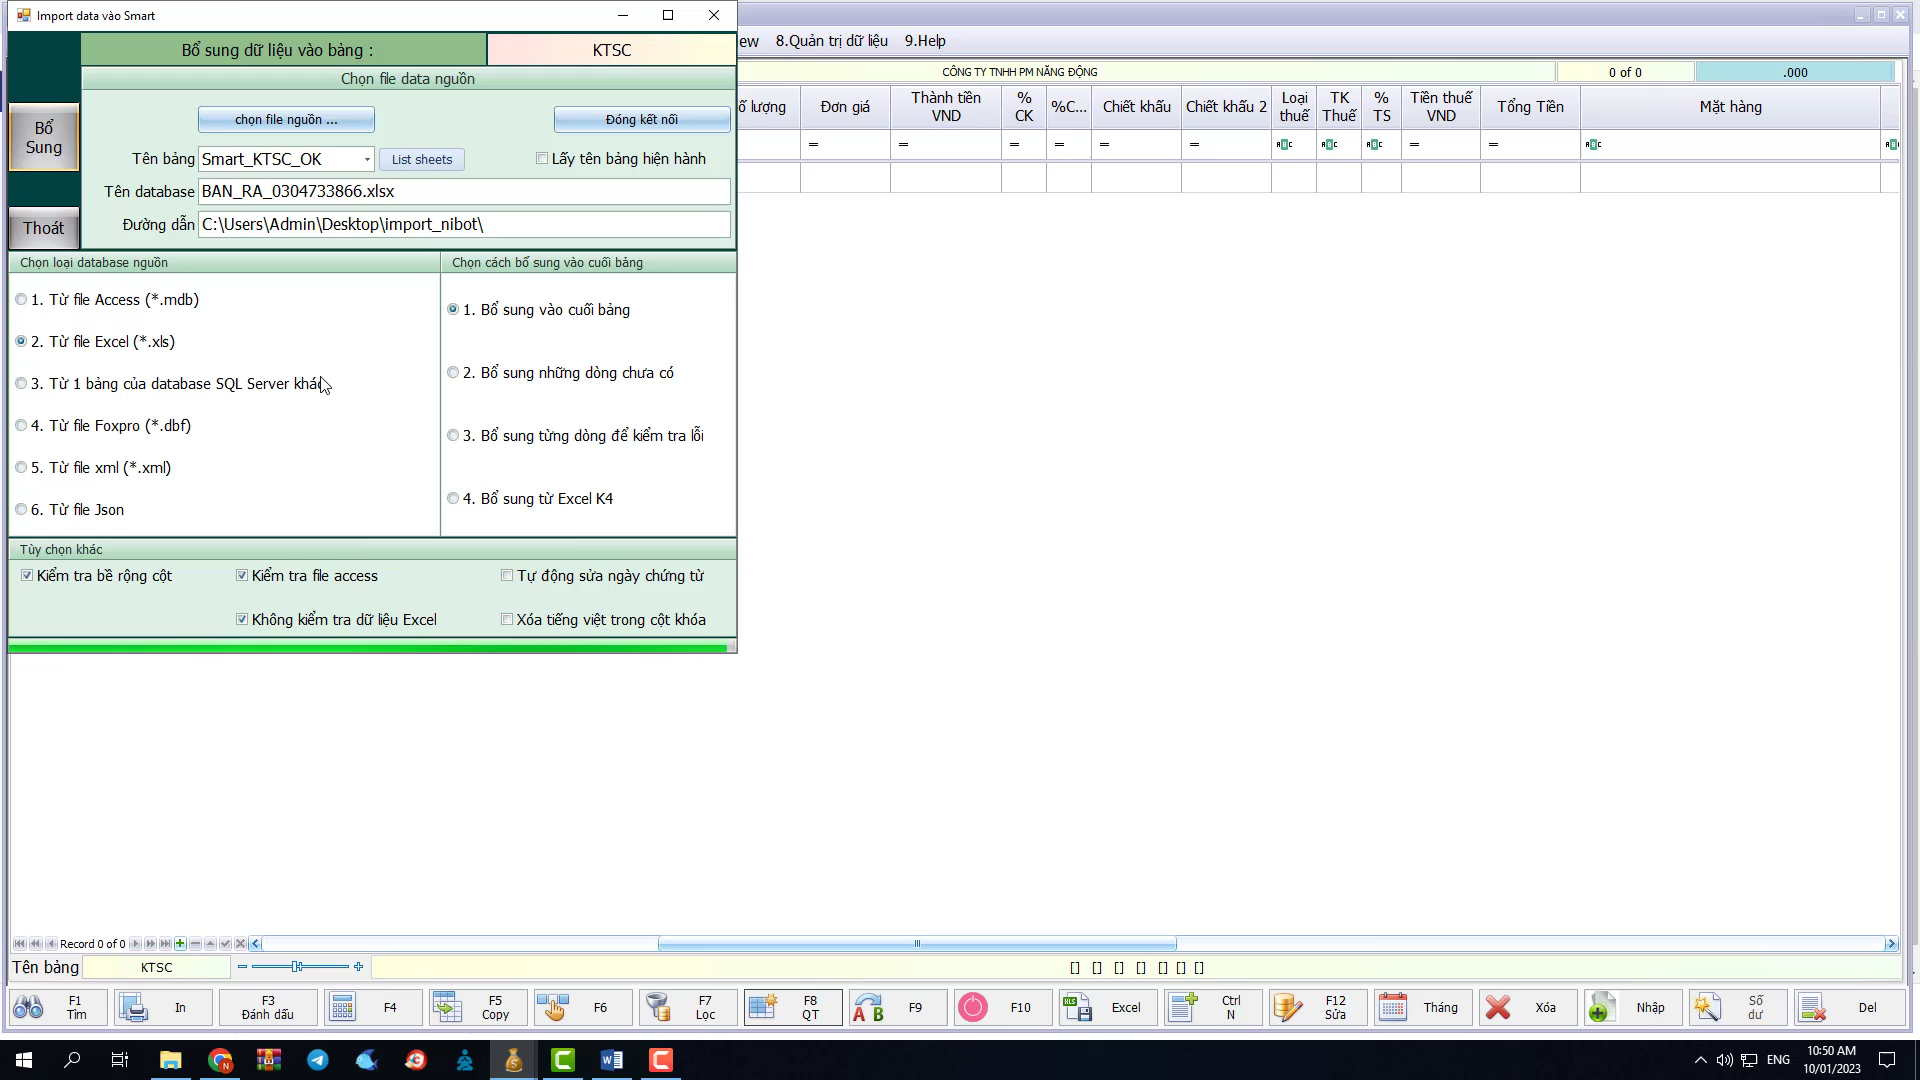 Import data vào Smart
Bổ sung dữ liệu vào bảng :
KTSC
Chọn file data nguồn
Bổ
Sung
chọn file nguồn ...
Đóng kết nối
Tên bảng
Smart_KTSC_OK
List sheets
Lấy tên bảng hiện hành
Tên database
BAN_RA_0304733866.xlsx
Thoát
Đường dẫn
C:\Users\Admin\Desktop\import_nibot\
Chọn loại database nguồn
Chọn cách bổ sung vào cuối bảng
1. Từ file Access (*.mdb)
2. Từ file Excel (*.xls)
3. Từ 1 bảng của database SQL Server
4. Từ file Foxpro (*.dbf)
5. Từ file xml (*.xml)
6. Từ file Json
1. Bổ sung vào cuối bảng
2. Bổ sung những dòng chưa có
3. Bổ sung từng dòng để kiểm tra lỗi
4. Bổ sung từ Excel K4
Tùy chọn khác
Kiểm tra bề rộng cột
Kiểm tra file access
Tự động sửa ngày chứng từ
Không kiểm tra dữ liệu Excel
Xóa tiếng việt trong cột khóa
8.Quản trị dữ liệu
9.Help
CÔNG TY TNHH PM NĂNG ĐỘNG
0 of 0
.000
lượng
Đơn giá
Thành tiền
VND
%
CK
%C...
Chiết khấu
Chiết khấu 2
Loại
thuế
TK
Thuế
%
TS
Tiền thuế
VND
Tổng Tiền
Mặt hàng
= = = = = = ABC ABC ABC = = ABC
Record 0 of 0
Tên bảng
KTSC
[] [] [] [] [] [] []
F1
Tìm
In
F3
Đánh dấu
F4
F5
Copy
F6
F7
Lọc
F8
QT
F9
F10
Excel
Ctrl
N
F12
Sửa
Tháng
Xóa
Nhập
Số
dư
Del
ENG
10:50 AM
10/01/2023